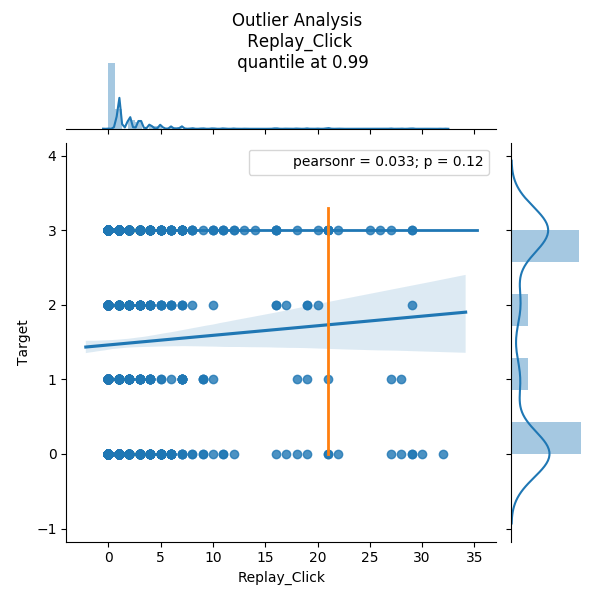 Outlier Analysis
Replay_Click
quantile at 0.99
pearsonr = 0.033; p = 0.12
4
3
2
1
0
−1
Target
0 5 10 15 20 25 30 35
Replay_Click